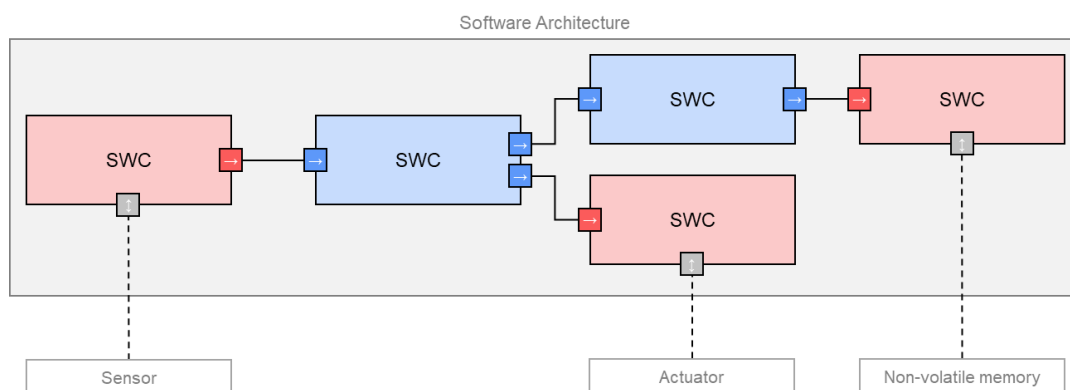 Software Architecture
SWC
SWC
SWC
SWC
SWC
Sensor
Actuator
Non-volatile memory